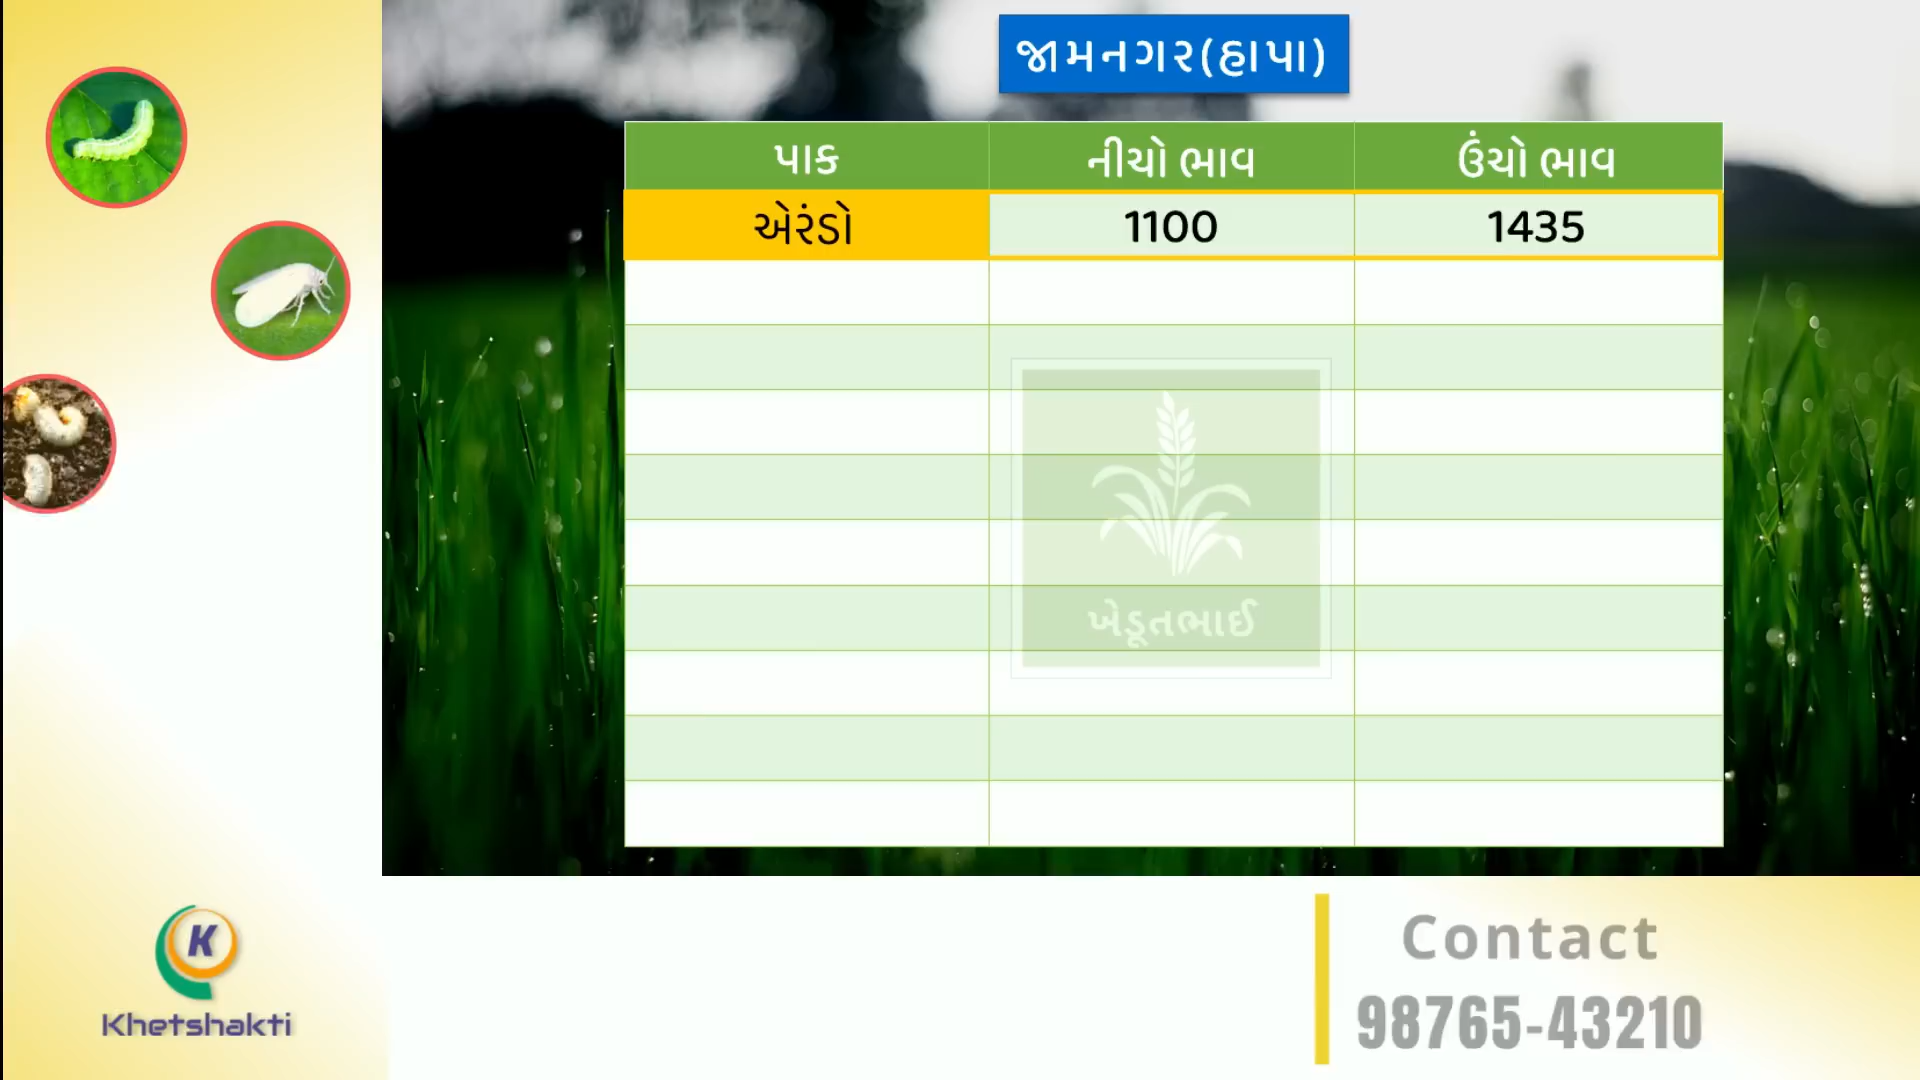 જામનગર(હાપા)
પાક નીચો ભાવ ઉંચો ભાવ
એરંડો 1100 1435
ખેડૂતભાઈ
K
Khetshakti
Contact
98765-43210